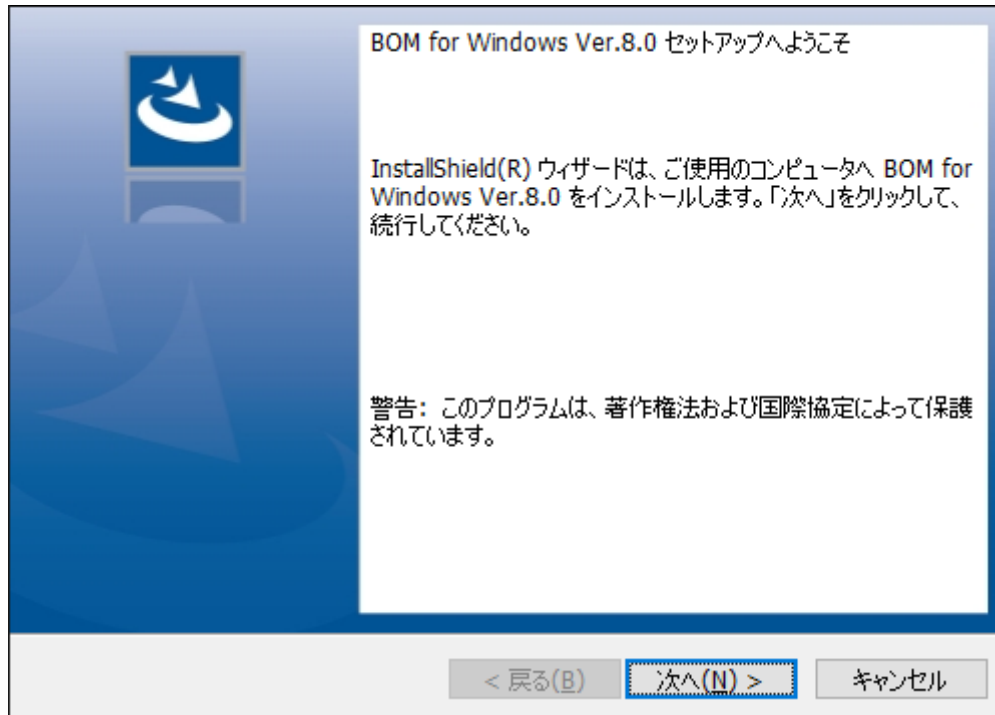 BOM for Windows Ver.8.0 セットアップへようこそ
InstallShield(R) ウィザードは、ご使用のコンピュータへ BOM for
Windows Ver.8.0 をインストールします。「次へ」をクリックして、
続行してください。
警告: このプログラムは、著作権法および国際協定によって保護
されています。
< 戻る(B)
次へ(N) >
キャンセル